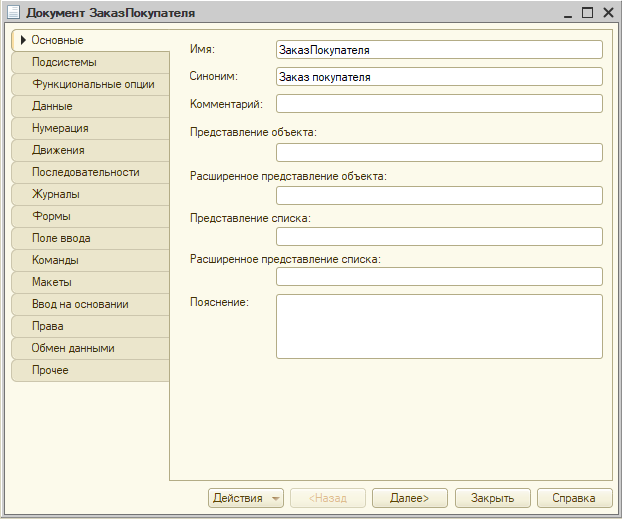 Документ ЗаказПокупателя
Основные
Подсистемы
Функциональные опции
Данные
Нумерация
Движения
Последовательности
Журналы
Формы
Поле ввода
Команды
Макеты
Ввод на основании
Права
Обмен данными
Прочее
Имя: ЗаказПокупателя
Синоним: Заказ покупателя
Комментарий:
Представление объекта:
Расширенное представление объекта:
Представление списка:
Расширенное представление списка:
Пояснение:
Действия <Назад Далее> Закрыть Справка